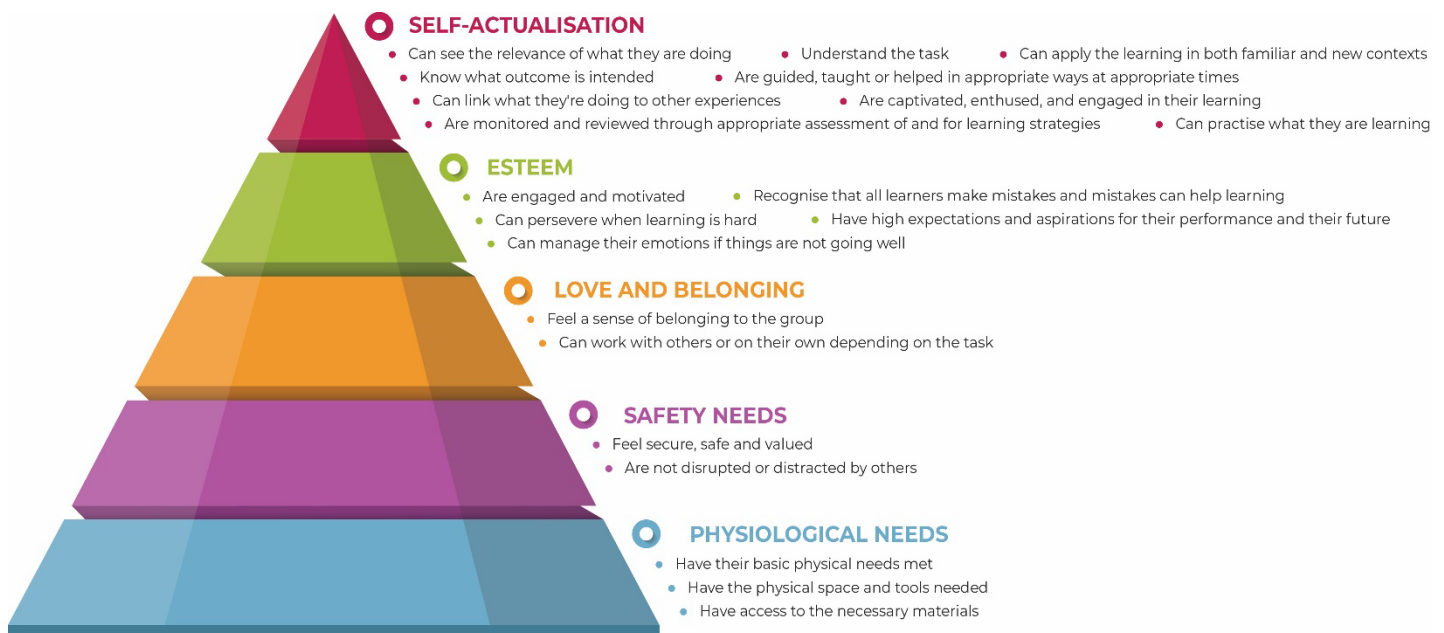 SELF-ACTUALISATION
• Can see the relevance of what they are doing • Understand the task • Can apply the learning in both familiar and new contexts
• Know what outcome is intended • Are guided, taught or helped in appropriate ways at appropriate times
• Can link what they're doing to other experiences • Are captivated, enthused, and engaged in their learning
• Are monitored and reviewed through appropriate assessment of and for learning strategies • Can practise what they are learning
ESTEEM
• Are engaged and motivated • Recognise that all learners make mistakes and mistakes can help learning
• Can persevere when learning is hard • Have high expectations and aspirations for their performance and their future
• Can manage their emotions if things are not going well
LOVE AND BELONGING
• Feel a sense of belonging to the group
• Can work with others or on their own depending on the task
SAFETY NEEDS
• Feel secure, safe and valued
• Are not disrupted or distracted by others
PHYSIOLOGICAL NEEDS
• Have their basic physical needs met
• Have the physical space and tools needed
• Have access to the necessary materials